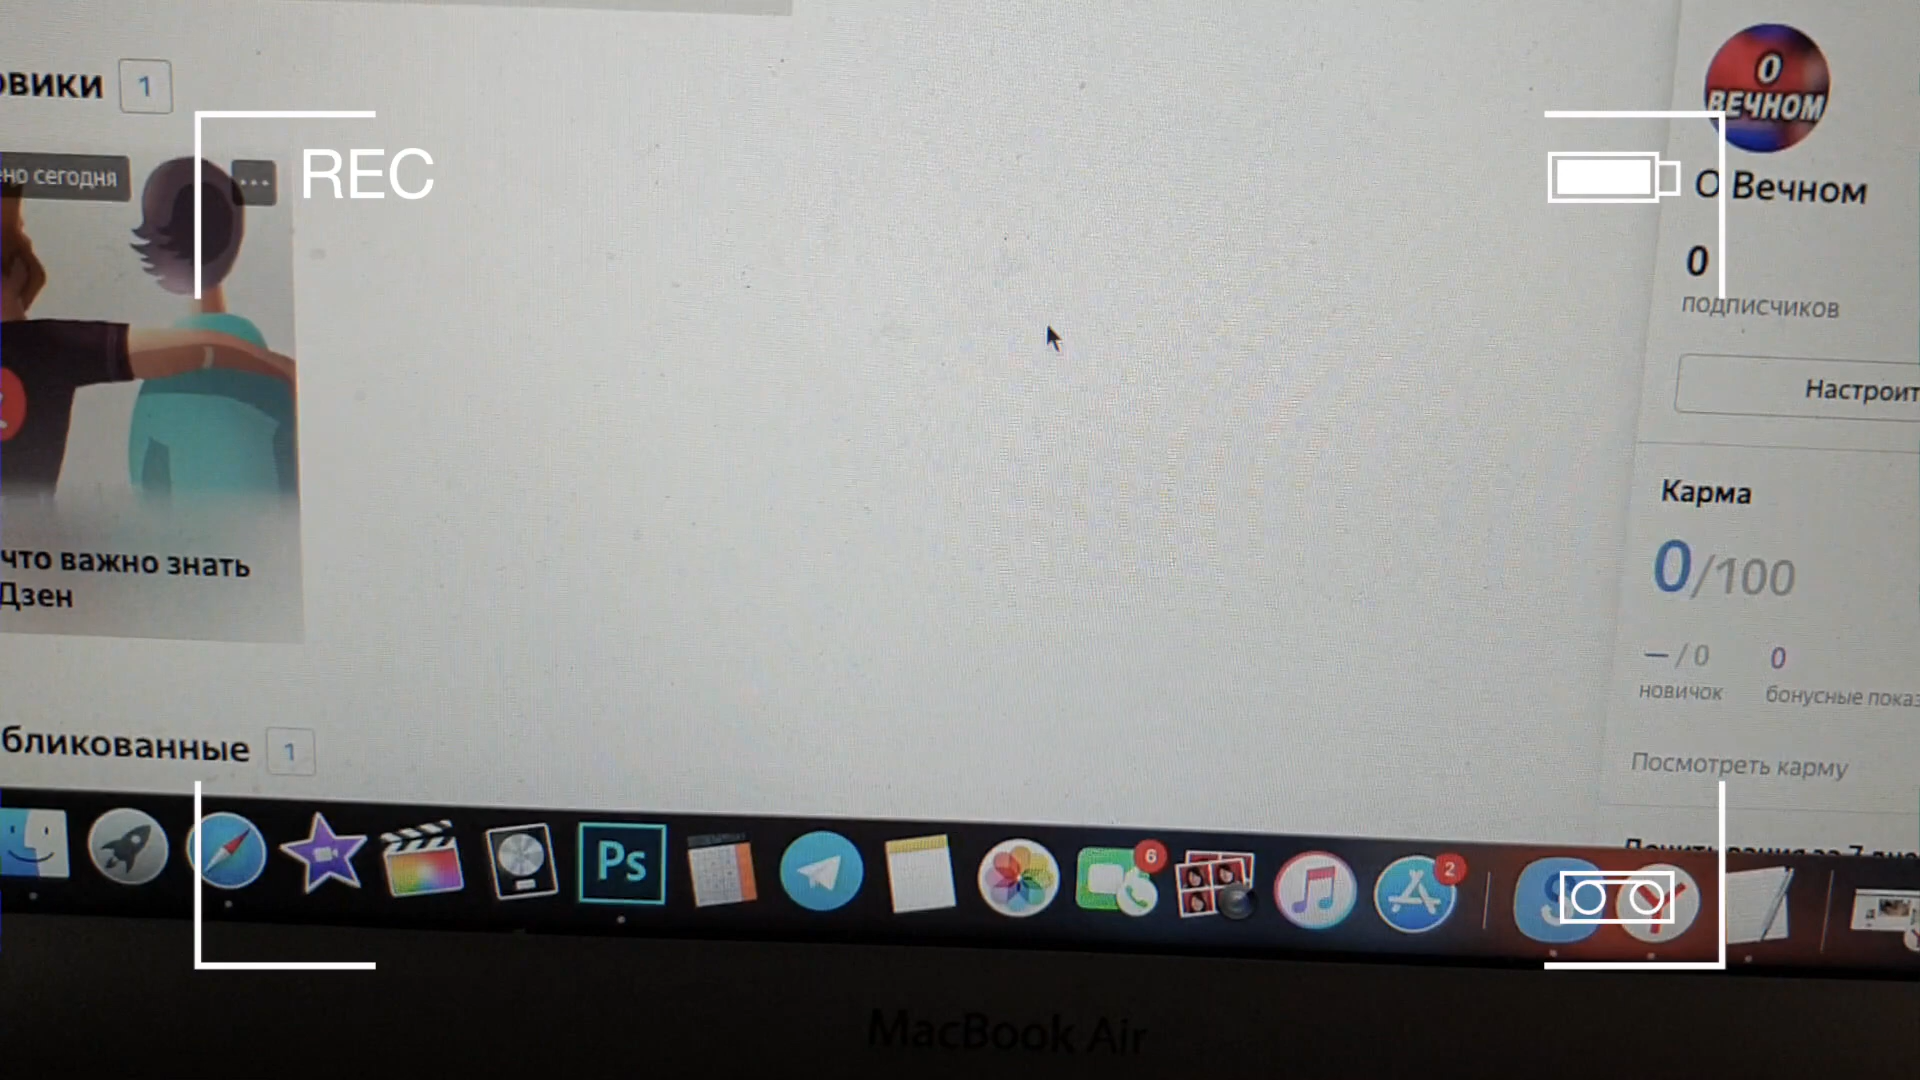 овики 1
но сегодня
...
REC
О
ВЕЧНОМ
О Вечном
0
подписчиков
Настроит
Карма
0/100
— / 0
0
новичок
бонусные показ
Посмотреть карму
что важно знать
Дзен
бликованные 1
Ps
6
2
MacBook Air